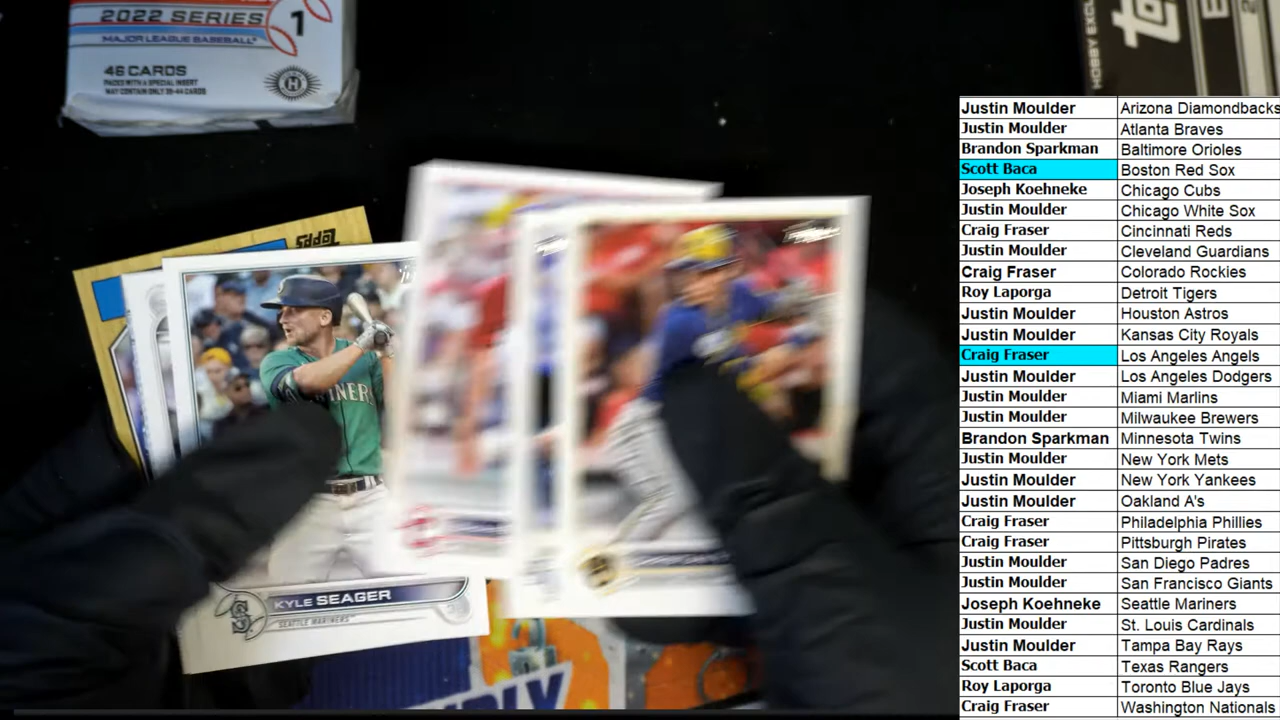 2022 SERIES 1
MAJOR LEAGUE BASEBALL
46 CARDS
PACKED WITH A SPECIAL INSERT
MAY CONTAIN ONLY 39-44 CARDS
H
HOBBY EXCL
to
topps
KYLE SEAGER
SEATTLE MARINERS
Justin Moulder Arizona Diamondbacks
Justin Moulder Atlanta Braves
Brandon Sparkman Baltimore Orioles
Scott Baca Boston Red Sox
Joseph Koehneke Chicago Cubs
Justin Moulder Chicago White Sox
Craig Fraser Cincinnati Reds
Justin Moulder Cleveland Guardians
Craig Fraser Colorado Rockies
Roy Laporga Detroit Tigers
Justin Moulder Houston Astros
Justin Moulder Kansas City Royals
Craig Fraser Los Angeles Angels
Justin Moulder Los Angeles Dodgers
Justin Moulder Miami Marlins
Justin Moulder Milwaukee Brewers
Brandon Sparkman Minnesota Twins
Justin Moulder New York Mets
Justin Moulder New York Yankees
Justin Moulder Oakland A's
Craig Fraser Philadelphia Phillies
Craig Fraser Pittsburgh Pirates
Justin Moulder San Diego Padres
Justin Moulder San Francisco Giants
Joseph Koehneke Seattle Mariners
Justin Moulder St. Louis Cardinals
Justin Moulder Tampa Bay Rays
Scott Baca Texas Rangers
Roy Laporga Toronto Blue Jays
Craig Fraser Washington Nationals